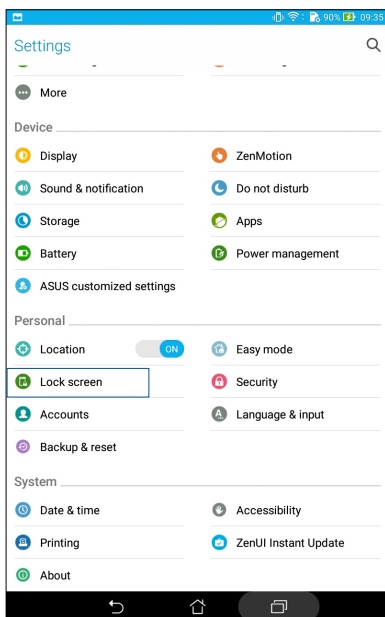 90% 09:35
Settings
More
Device
Display
ZenMotion
Sound & notification
Do not disturb
Storage
Apps
Battery
Power management
ASUS customized settings
Personal
Location ON
Easy mode
Lock screen
Security
Accounts
Language & input
Backup & reset
System
Date & time
Accessibility
Printing
ZenUI Instant Update
About